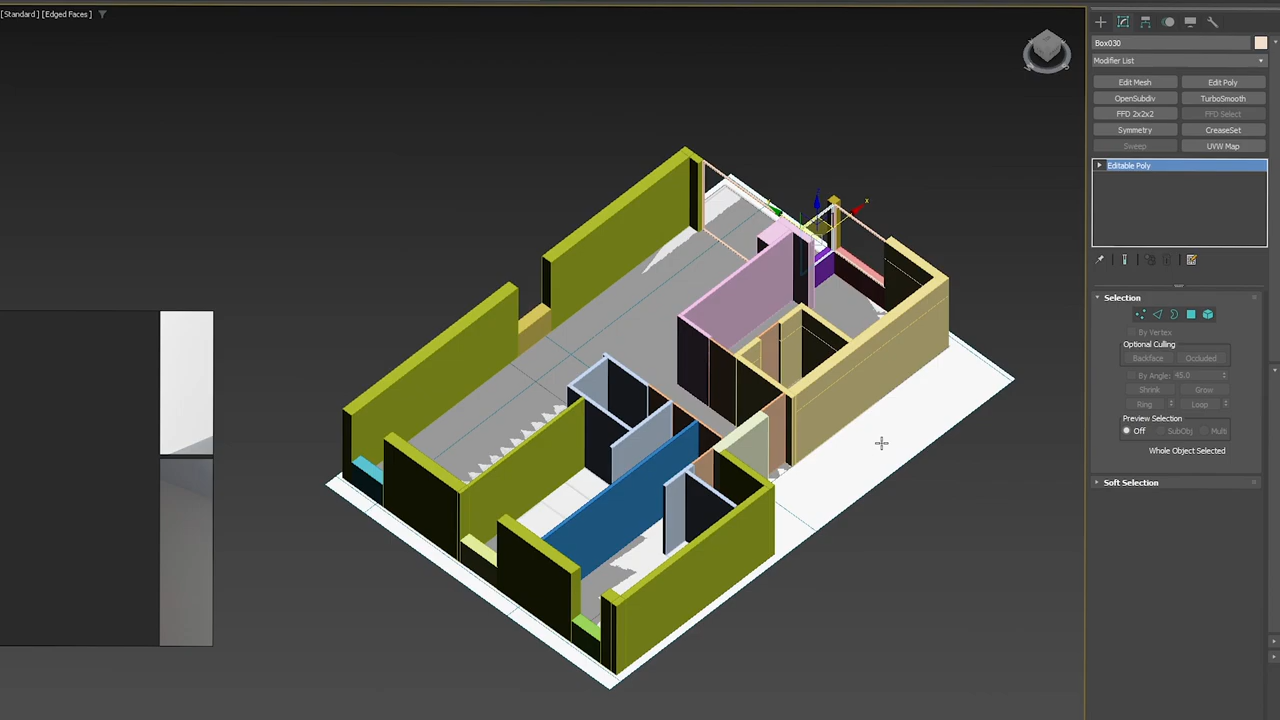 [Standard] [Edged Faces]
Box030
Modifier List
Edit Mesh
Edit Poly
OpenSubdiv
TurboSmooth
FFD 2x2x2
FFD Select
Symmetry
CreaseSet
Sweep
UVW Map
Editable Poly
Selection
By Vertex
Optional Culling
Backface
Occluded
By Angle:
45.0
Shrink
Grow
Ring
Loop
Preview Selection
Off
SubObj
Multi
Whole Object Selected
Soft Selection
x